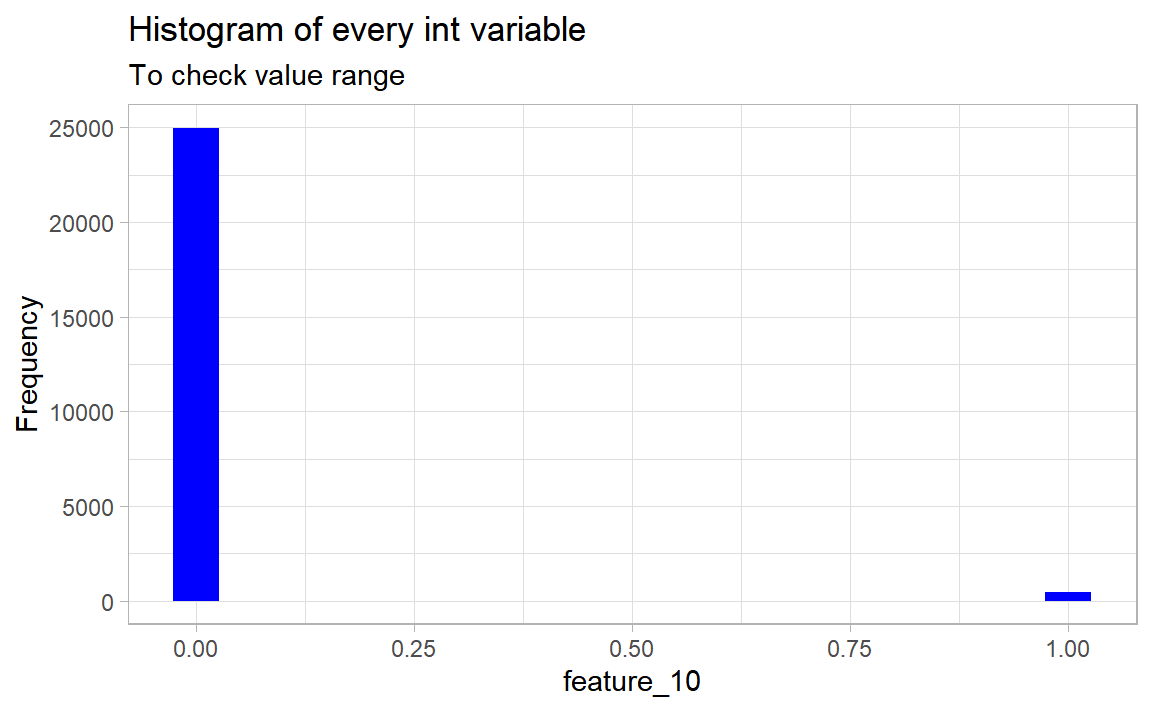 Histogram of every int variable
To check value range
Frequency
25000
20000
15000
10000
5000
0
0.00 0.25 0.50 0.75 1.00
feature_10